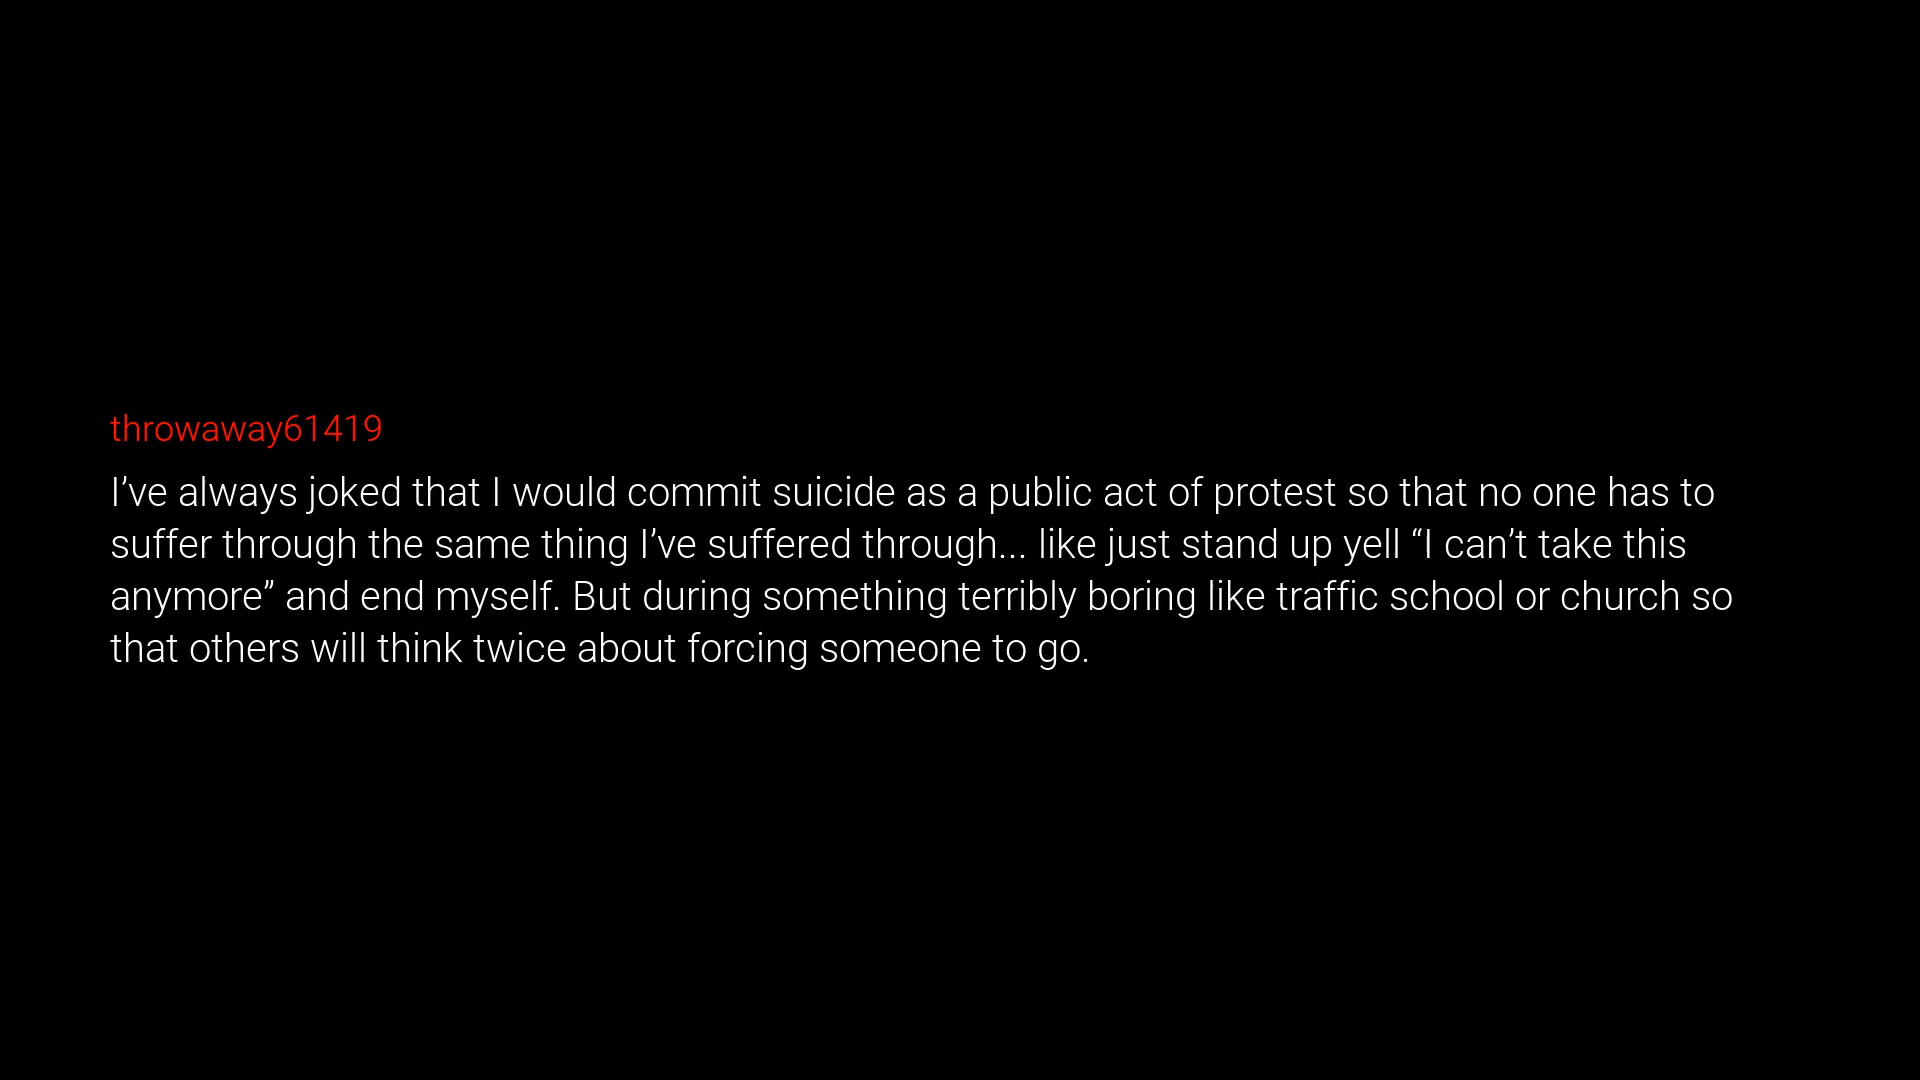 throwaway61419
I’ve always joked that I would commit suicide as a public act of protest so that no one has to
suffer through the same thing I’ve suffered through... like just stand up yell “I can’t take this
anymore” and end myself. But during something terribly boring like traffic school or church so
that others will think twice about forcing someone to go.